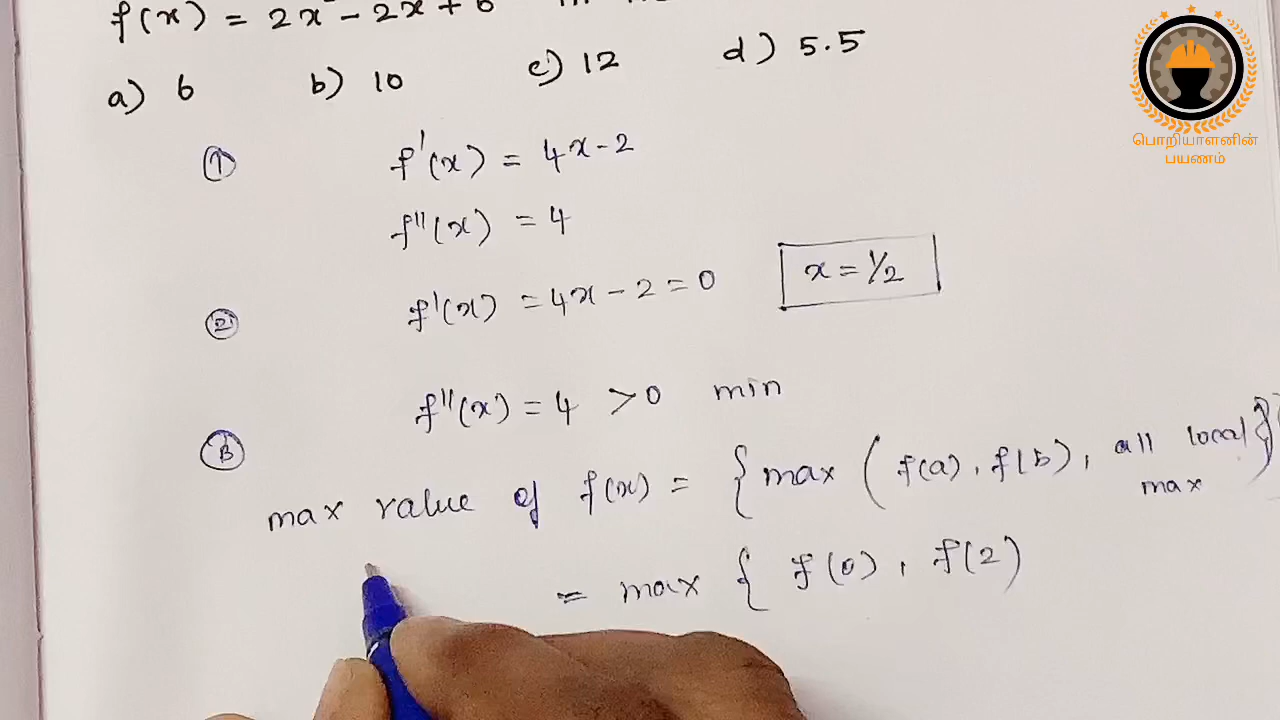 f(x) = 2x² - 2x + 6
a) 6 b) 10 c) 12 d) 5.5
① f'(x) = 4x - 2
f''(x) = 4
② f'(x) = 4x - 2 = 0 x = 1/2
f''(x) = 4 > 0 min
③
max value of f(x) = { max ( f(a), f(b), all local }
max
= max { f(0), f(2) )
பொறியாளனின்
பயணம்